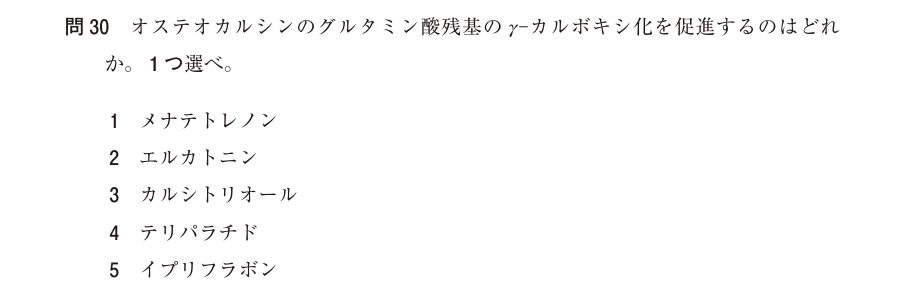 問30 オステオカルシンのグルタミン酸残基のγ-カルボキシ化を促進するのはどれ
か。1つ選べ。
1 メナテトレノン
2 エルカトニン
3 カルシトリオール
4 テリパラチド
5 イプリフラボン